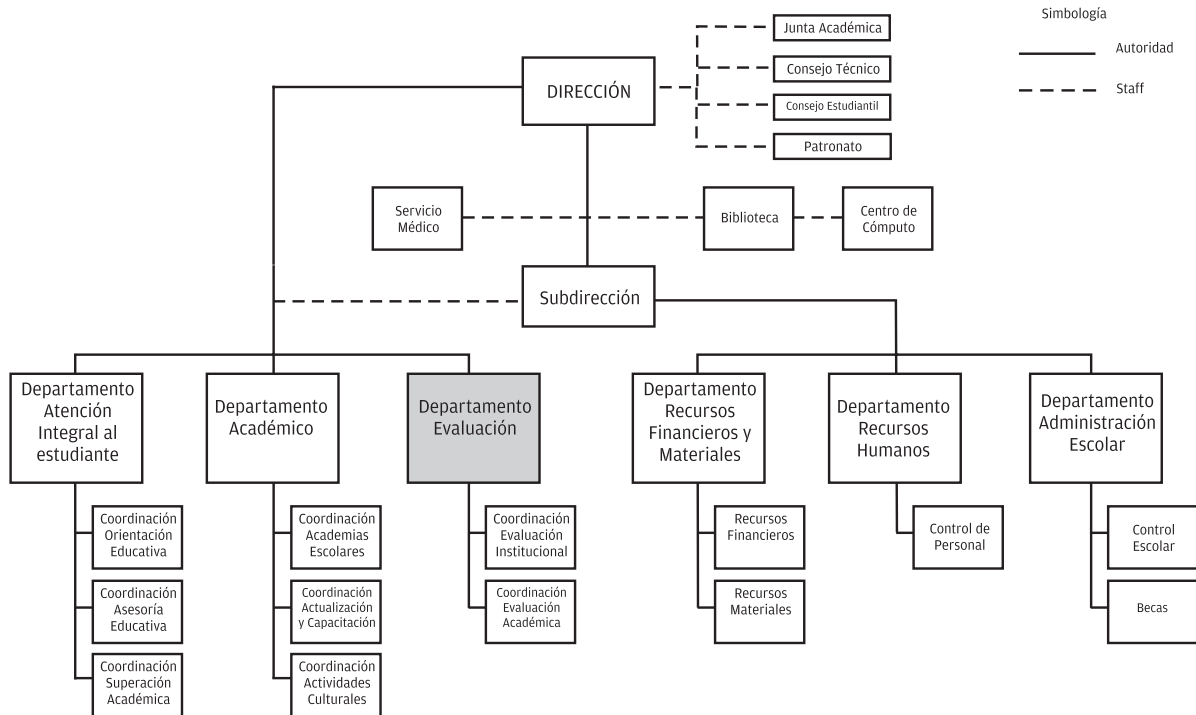 Simbología
Autoridad
Staff
DIRECCIÓN
Junta Académica
Consejo Técnico
Consejo Estudiantil
Patronato
Servicio
Médico
Biblioteca
Centro de
Cómputo
Subdirección
Departamento
Atención
Integral al
estudiante
Departamento
Académico
Departamento
Evaluación
Departamento
Recursos
Financieros y
Materiales
Departamento
Recursos
Humanos
Departamento
Administración
Escolar
Coordinación
Orientación
Educativa
Coordinación
Asesoría
Educativa
Coordinación
Superación
Académica
Coordinación
Academias
Escolares
Coordinación
Actualización
y Capacitación
Coordinación
Actividades
Culturales
Coordinación
Evaluación
Institucional
Coordinación
Evaluación
Académica
Recursos
Financieros
Recursos
Materiales
Control de
Personal
Control
Escolar
Becas